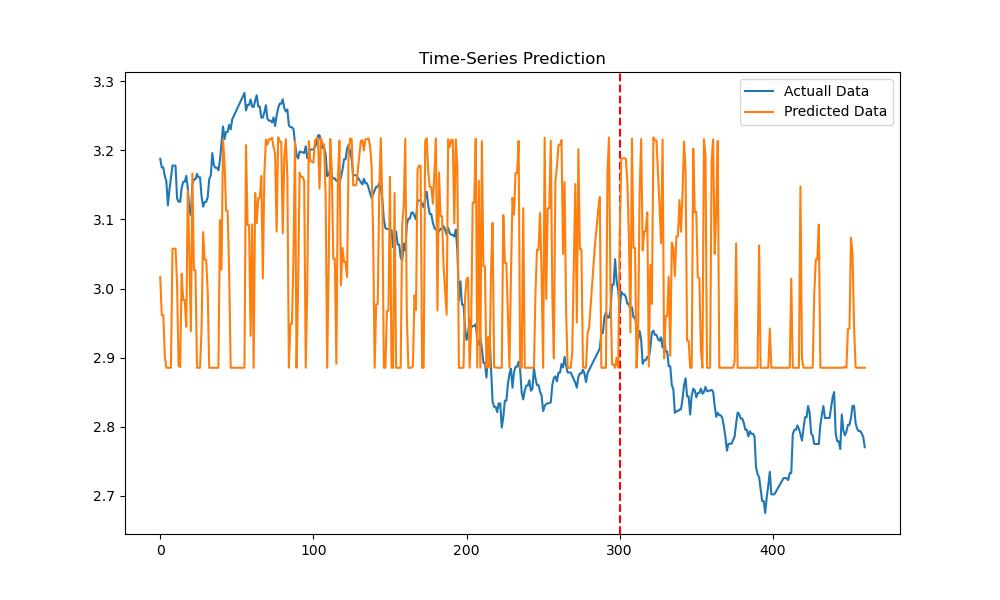 Time-Series Prediction
Actuall Data
Predicted Data
3.3
3.2
3.1
3.0
2.9
2.8
2.7
0 100 200 300 400